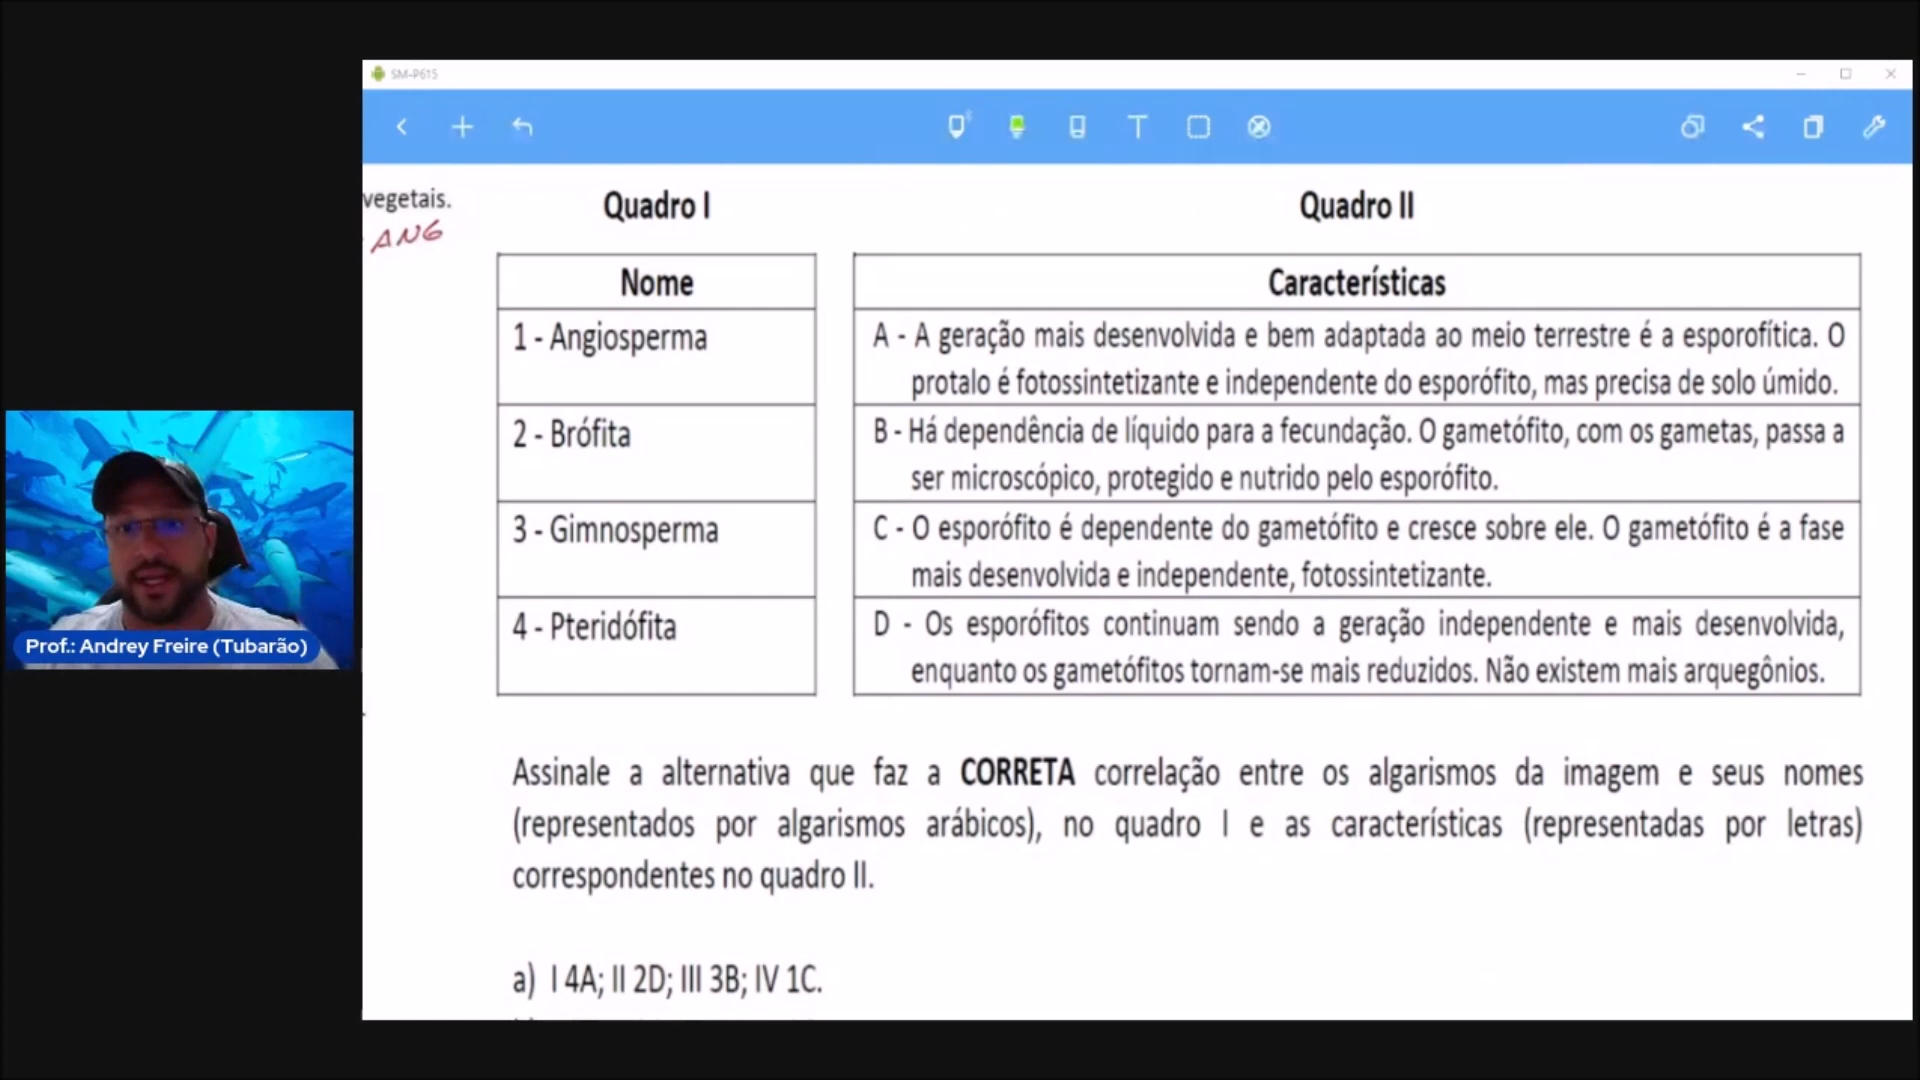 SM-P615
vegetais.
ANG
Quadro I
Nome
1 - Angiosperma
2 - Brófita
3 - Gimnosperma
4 - Pteridófita
Quadro II
Características
A - A geração mais desenvolvida e bem adaptada ao meio terrestre é a esporofítica. O
protalo é fotossintetizante e independente do esporófito, mas precisa de solo úmido.
B - Há dependência de líquido para a fecundação. O gametófito, com os gametas, passa a
ser microscópico, protegido e nutrido pelo esporófito.
C - O esporófito é dependente do gametófito e cresce sobre ele. O gametófito é a fase
mais desenvolvida e independente, fotossintetizante.
D - Os esporófitos continuam sendo a geração independente e mais desenvolvida,
enquanto os gametófitos tornam-se mais reduzidos. Não existem mais arquegônios.
Assinale a alternativa que faz a CORRETA correlação entre os algarismos da imagem e seus nomes
(representados por algarismos arábicos), no quadro I e as características (representadas por letras)
correspondentes no quadro II.
a) I 4A; II 2D; III 3B; IV 1C.
Prof.: Andrey Freire (Tubarão)